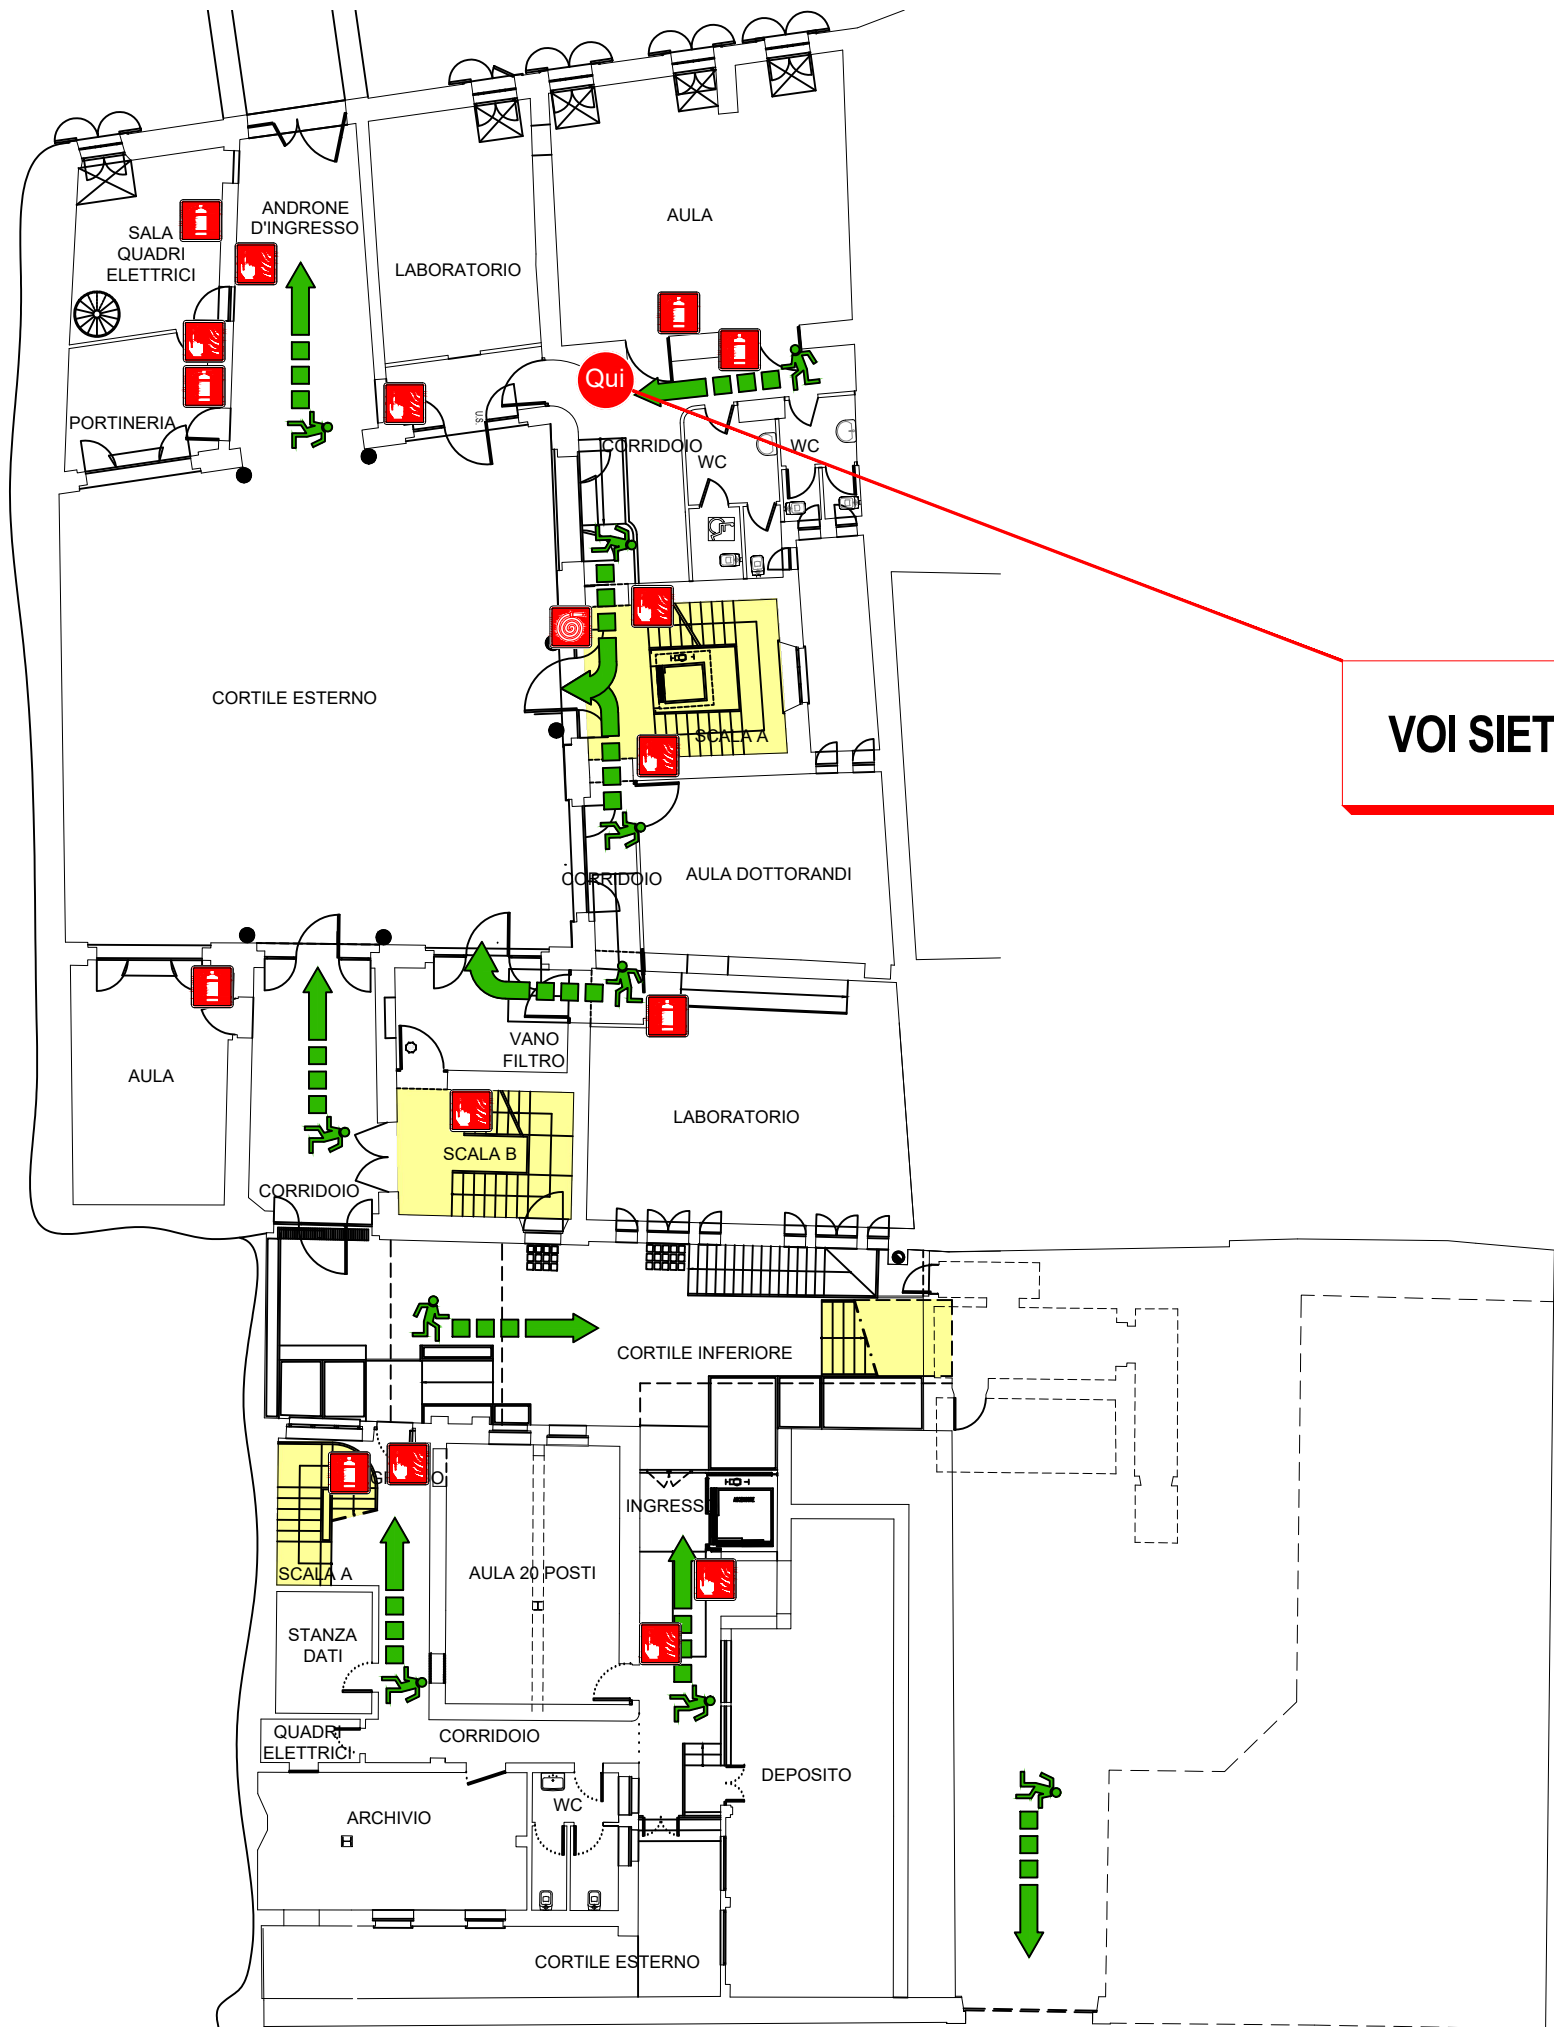 ANDRONE
D'INGRESSO
AULA
SALA
QUADRI
ELETTRICI
LABORATORIO
Qui
U.S.
PORTINERIA
CORRIDOIO
WC
WC
CORTILE ESTERNO
SCALA A
VOI SIET
CORRIDOIO
AULA DOTTORANDI
VANO
FILTRO
AULA
LABORATORIO
SCALA B
CORRIDOIO
CORTILE INFERIORE
INGRESS
SCALA A
AULA 20 POSTI
STANZA
DATI
QUADRI
ELETTRICI
CORRIDOIO
DEPOSITO
ARCHIVIO
WC
CORTILE ESTERNO